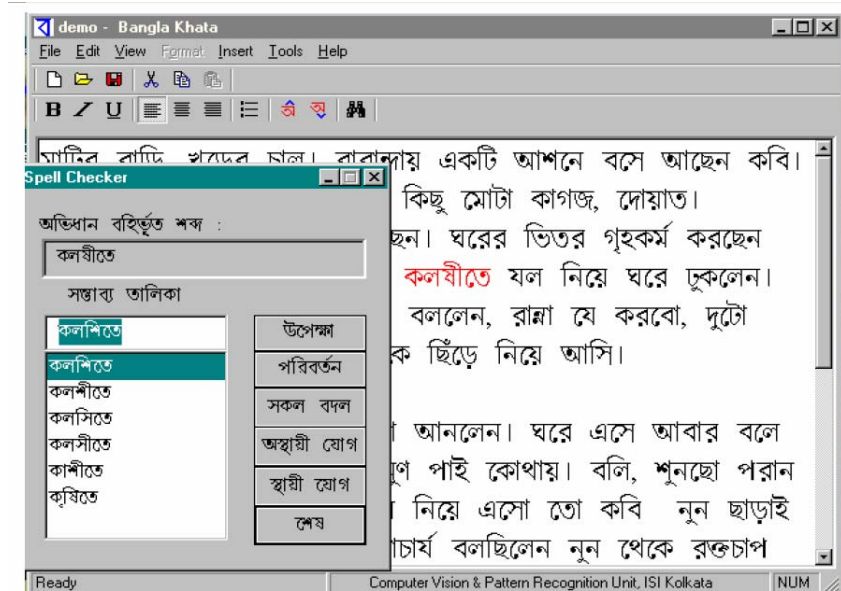 demo - Bangla Khata
File Edit View Format Insert Tools Help
B I U
মাটির বাড়ি খড়ের চাল। বারান্দায় একটি আশনে বসে আছেন কবি।
কিছু মোটা কাগজ, দোয়াত।
ছেন। ঘরের ভিতর গৃহকর্ম করছেন
কলষীতে যল নিয়ে ঘরে ঢুকলেন।
বললেন, রান্না যে করবো, দুটো
ক ছিঁড়ে নিয়ে আসি।
আনলেন। ঘরে এসে আবার বলে
ুণ পাই কোথায়। বলি, শুনছো পরান
নিয়ে এসো তো কবি নুন ছাড়াই
াচার্য বলছিলেন নুন থেকে রক্তচাপ
Spell Checker
অভিধান বহির্ভূত শব্দ :
কলষীতে
সম্ভাব্য তালিকা
কলশিতে
কলশিতে
কলশীতে
কলসিতে
কলসীতে
কাশীতে
কৃষিতে
উপেক্ষা
পরিবর্তন
সকল বদল
অস্থায়ী যোগ
স্থায়ী যোগ
শেষ
Ready Computer Vision & Pattern Recognition Unit, ISI Kolkata NUM